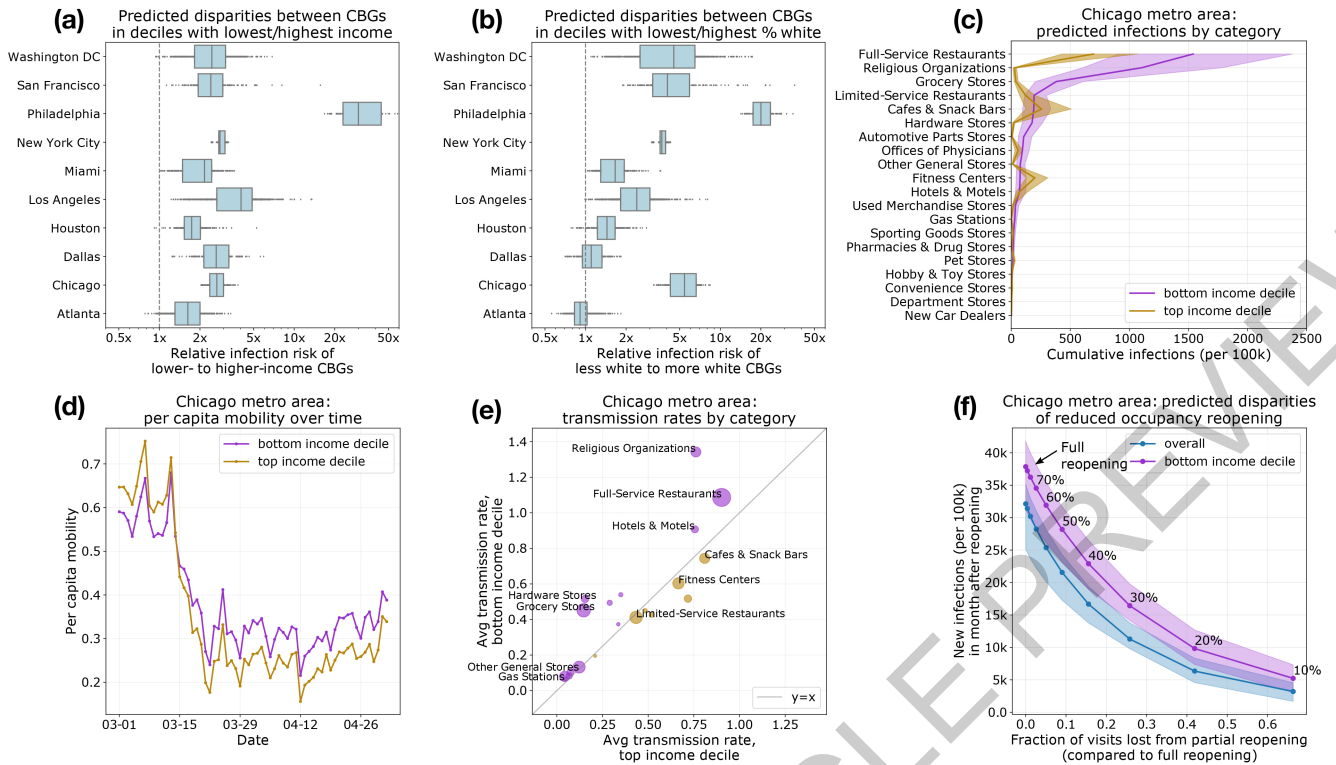 (a)
Predicted disparities between CBGs
in deciles with lowest/highest income
Washington DC
San Francisco
Philadelphia
New York City
Miami
Los Angeles
Houston
Dallas
Chicago
Atlanta
0.5x 1x 2x 5x 10x 20x 50x
Relative infection risk of
lower- to higher-income CBGs
(b)
Predicted disparities between CBGs
in deciles with lowest/highest % white
Washington DC
San Francisco
Philadelphia
New York City
Miami
Los Angeles
Houston
Dallas
Chicago
Atlanta
0.5x 1x 2x 5x 10x 20x 50x
Relative infection risk of
less white to more white CBGs
(c)
Chicago metro area:
predicted infections by category
Full-Service Restaurants
Religious Organizations
Grocery Stores
Limited-Service Restaurants
Cafes & Snack Bars
Hardware Stores
Automotive Parts Stores
Offices of Physicians
Other General Stores
Fitness Centers
Hotels & Motels
Used Merchandise Stores
Gas Stations
Sporting Goods Stores
Pharmacies & Drug Stores
Pet Stores
Hobby & Toy Stores
Convenience Stores
Department Stores
New Car Dealers
bottom income decile
top income decile
0 500 1000 1500 2000 2500
Cumulative infections (per 100k)
(d)
Chicago metro area:
per capita mobility over time
bottom income decile
top income decile
0.7
0.6
0.5
0.4
0.3
0.2
Per capita mobility
03-01 03-15 03-29 04-12 04-26
Date
(e)
Chicago metro area:
transmission rates by category
1.4
1.2
1.0
0.8
0.6
0.4
0.2
0.0
Avg transmission rate,
bottom income decile
Religious Organizations
Full-Service Restaurants
Hotels & Motels
Cafes & Snack Bars
Fitness Centers
Hardware Stores
Grocery Stores
Limited-Service Restaurants
Other General Stores
Gas Stations
y=x
0.00 0.25 0.50 0.75 1.00 1.25
Avg transmission rate,
top income decile
(f)
Chicago metro area: predicted disparities
of reduced occupancy reopening
overall
bottom income decile
Full
reopening
40k
35k
30k
25k
20k
15k
10k
5k
0.0
New infections (per 100k)
in month after reopening
70%
60%
50%
40%
30%
20%
10%
0.0 0.1 0.2 0.3 0.4 0.5 0.6
Fraction of visits lost from partial reopening
(compared to full reopening)
LE PREVIEW